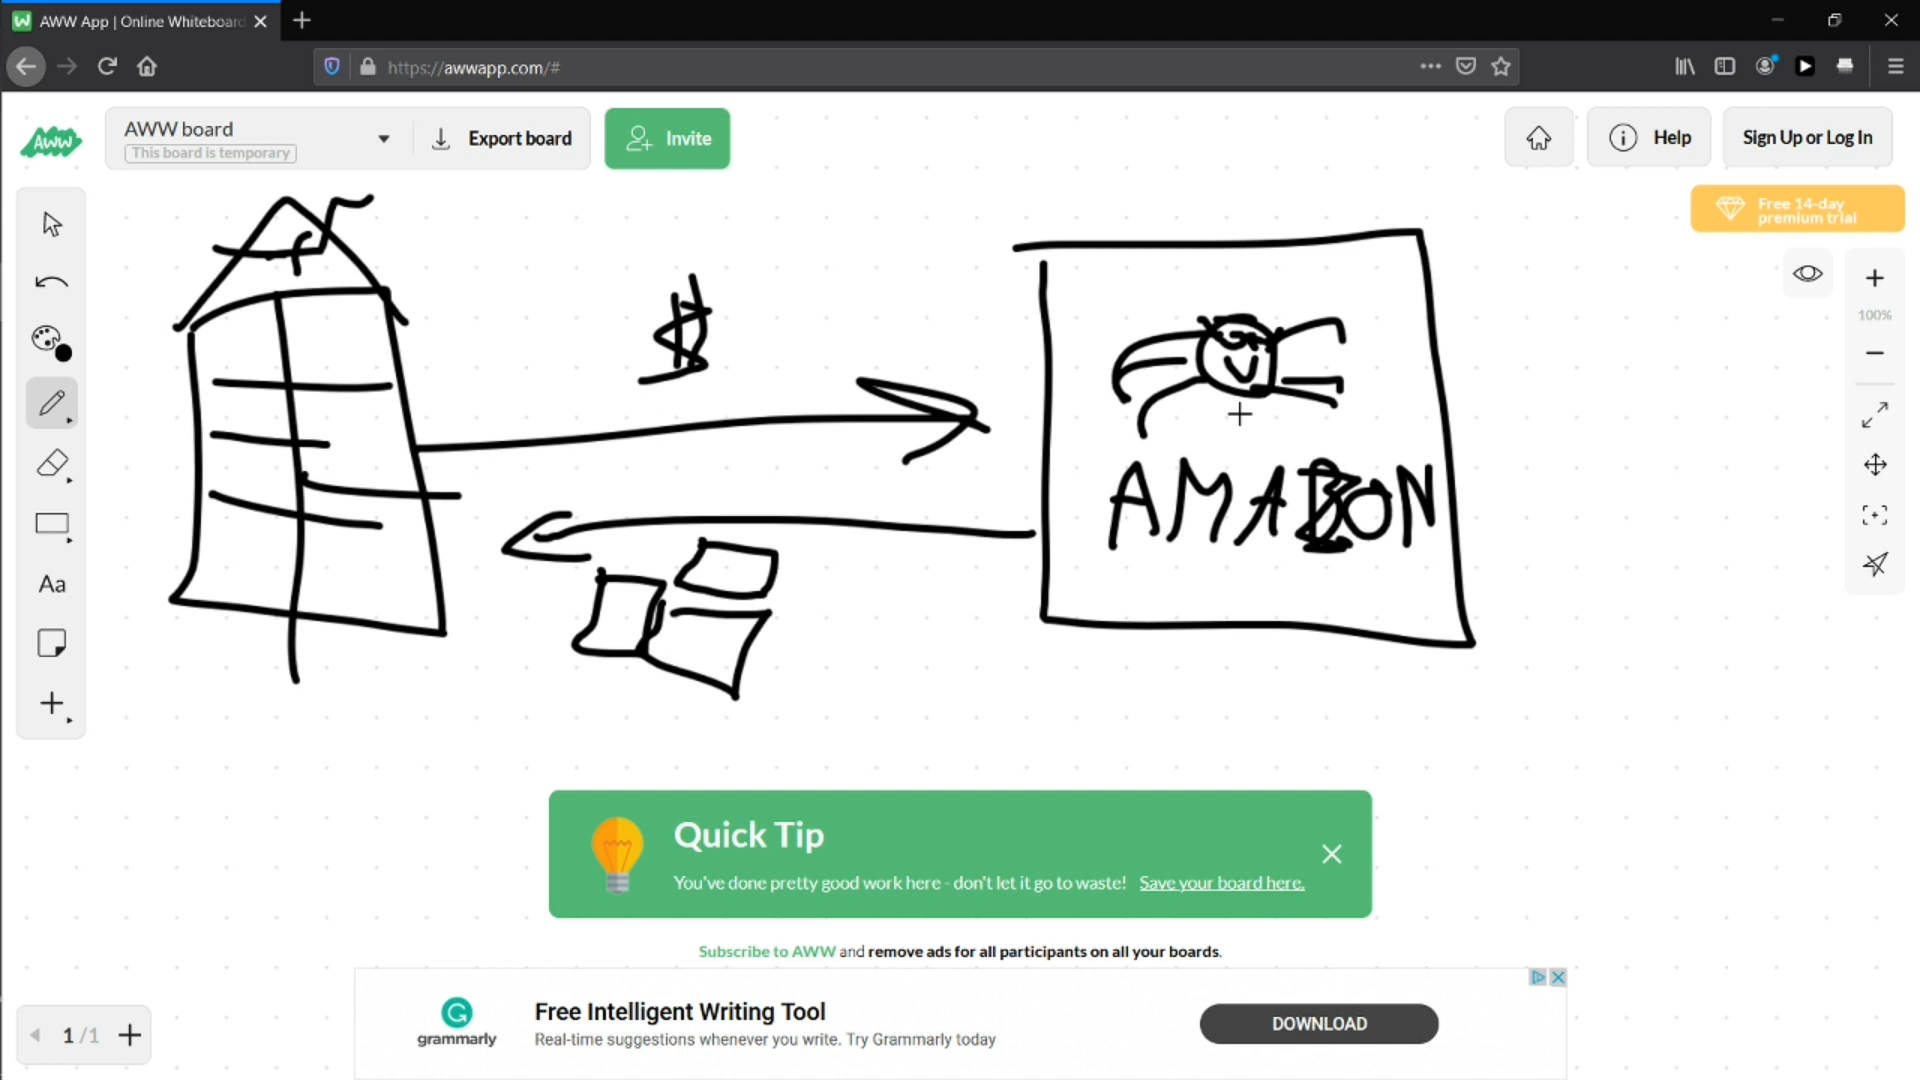 AWW App | Online Whiteboard
https://awwapp.com/#
AWW
AWW board
This board is temporary
Export board
Invite
Help
Sign Up or Log In
Free 14-day
premium trial
100%
f
$
AMAZON
Aa
Quick Tip
You've done pretty good work here - don't let it go to waste! Save your board here.
Subscribe to AWW and remove ads for all participants on all your boards.
grammarly
Free Intelligent Writing Tool
Real-time suggestions whenever you write. Try Grammarly today
DOWNLOAD
1 /1